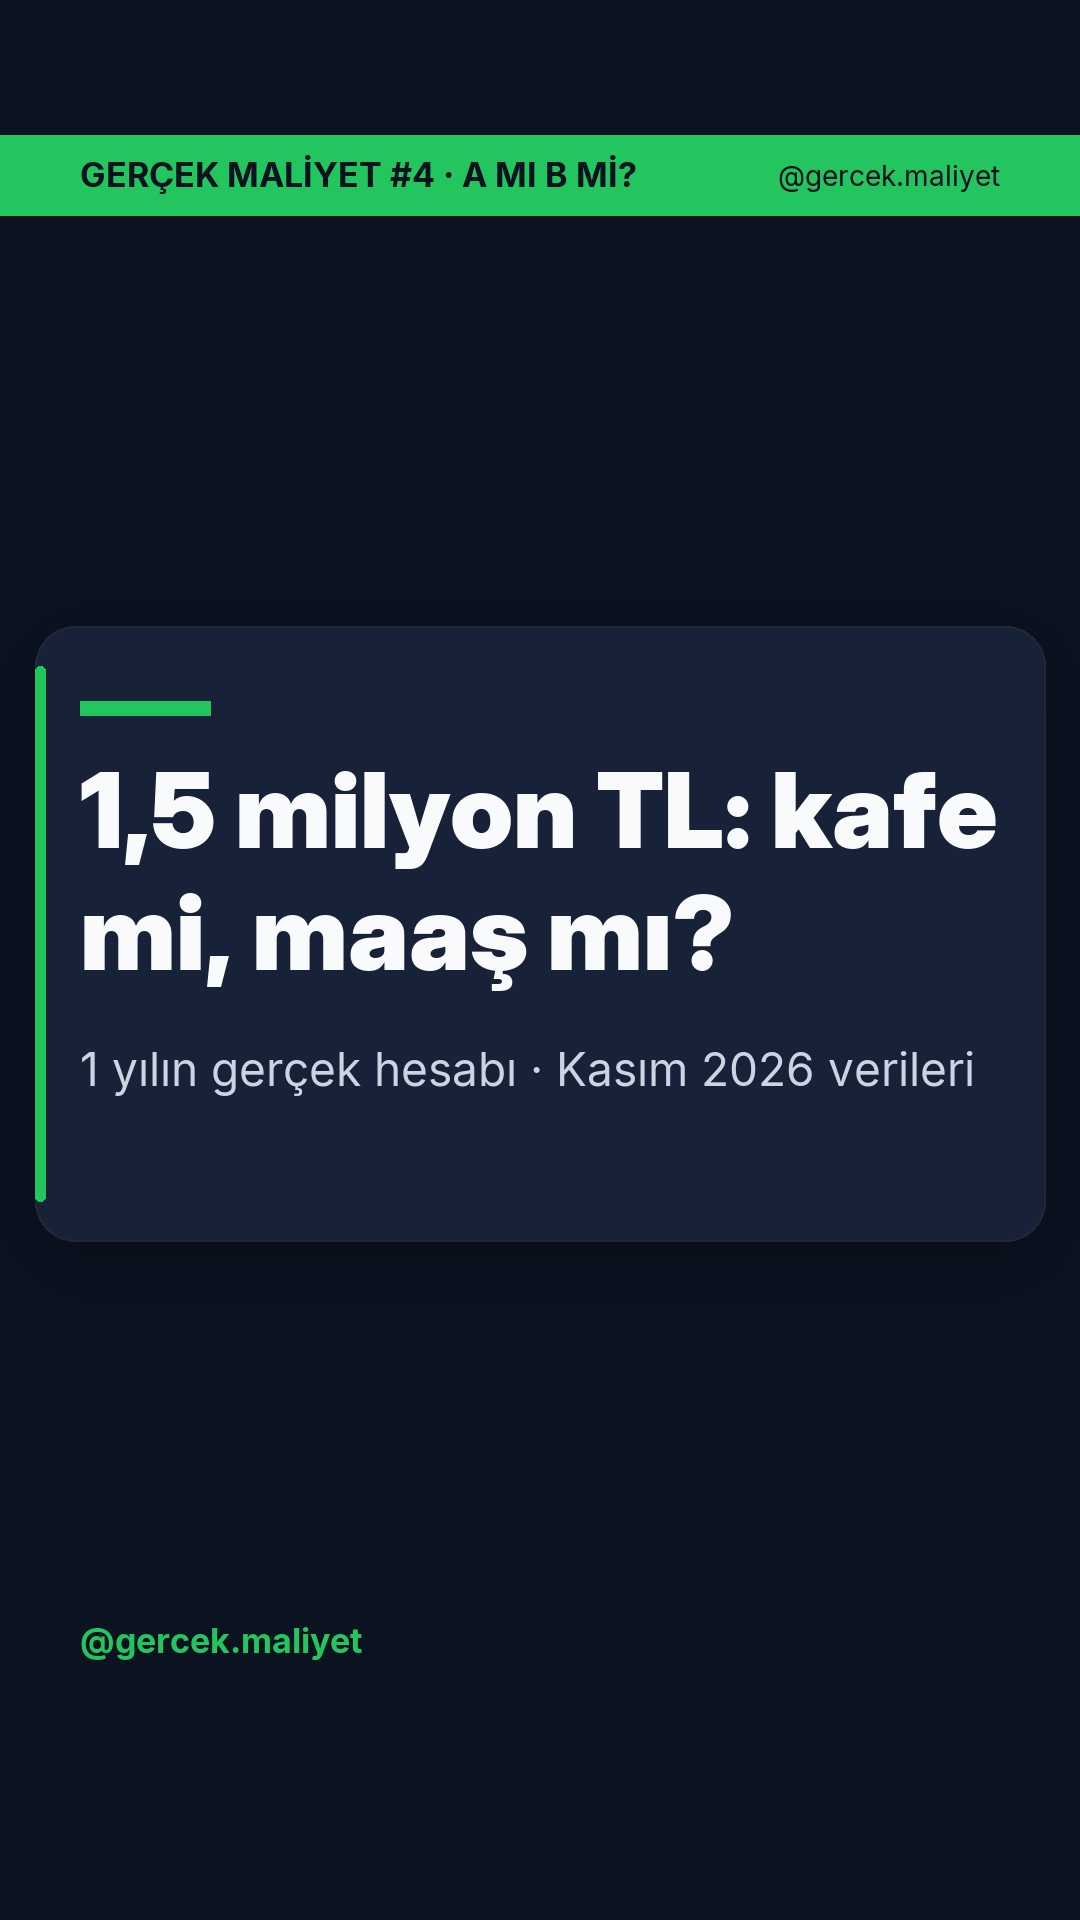 GERÇEK MALİYET #4 · A MI B Mİ?
@gercek.maliyet
1,5 milyon TL: kafe
mi, maaş mı?
1 yılın gerçek hesabı · Kasım 2026 verileri
@gercek.maliyet